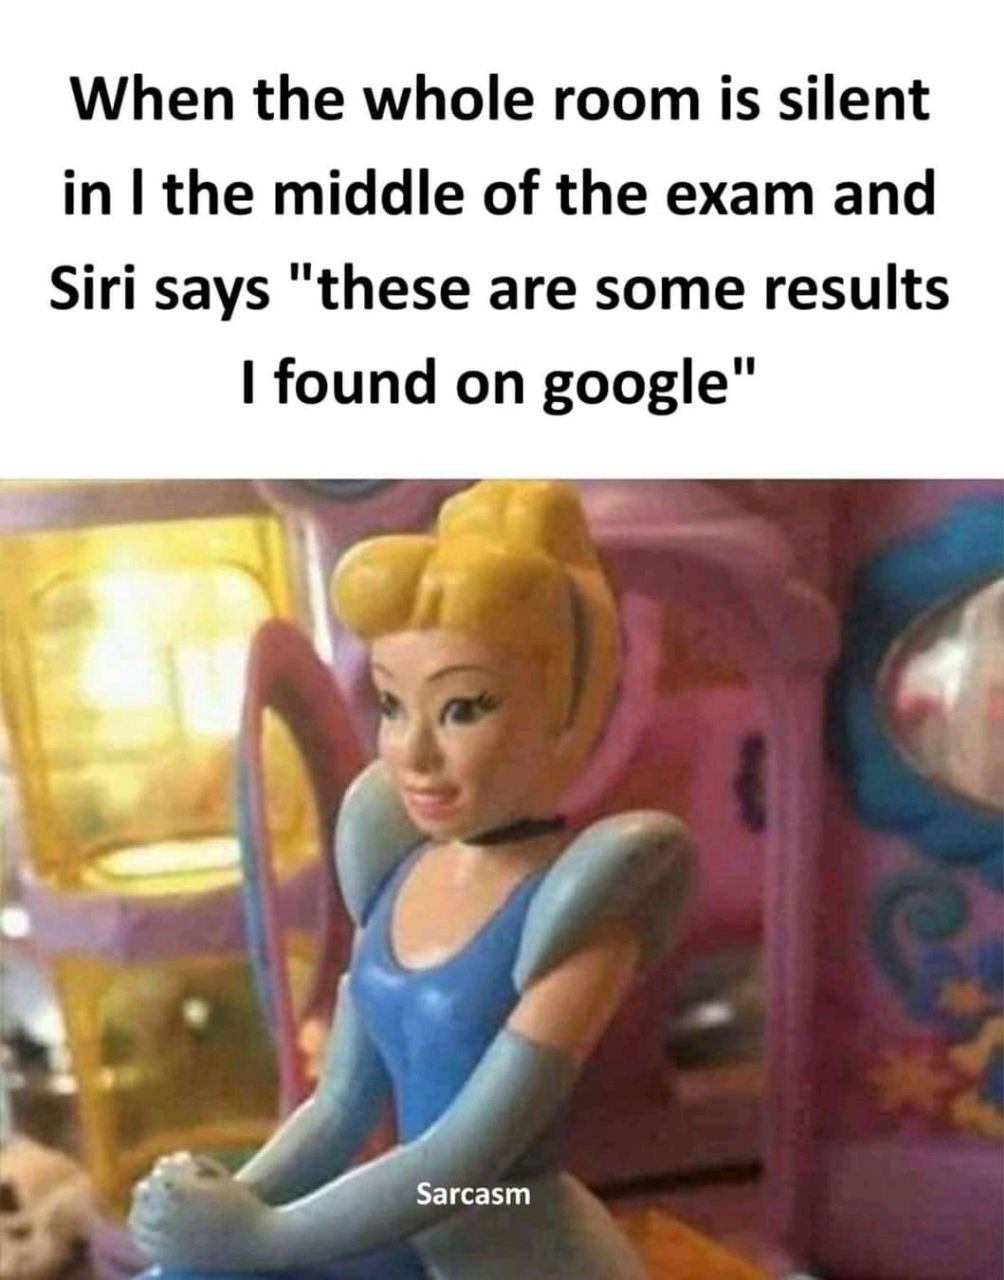 When the whole room is silent
in I the middle of the exam and
Siri says "these are some results
I found on google"
Sarcasm